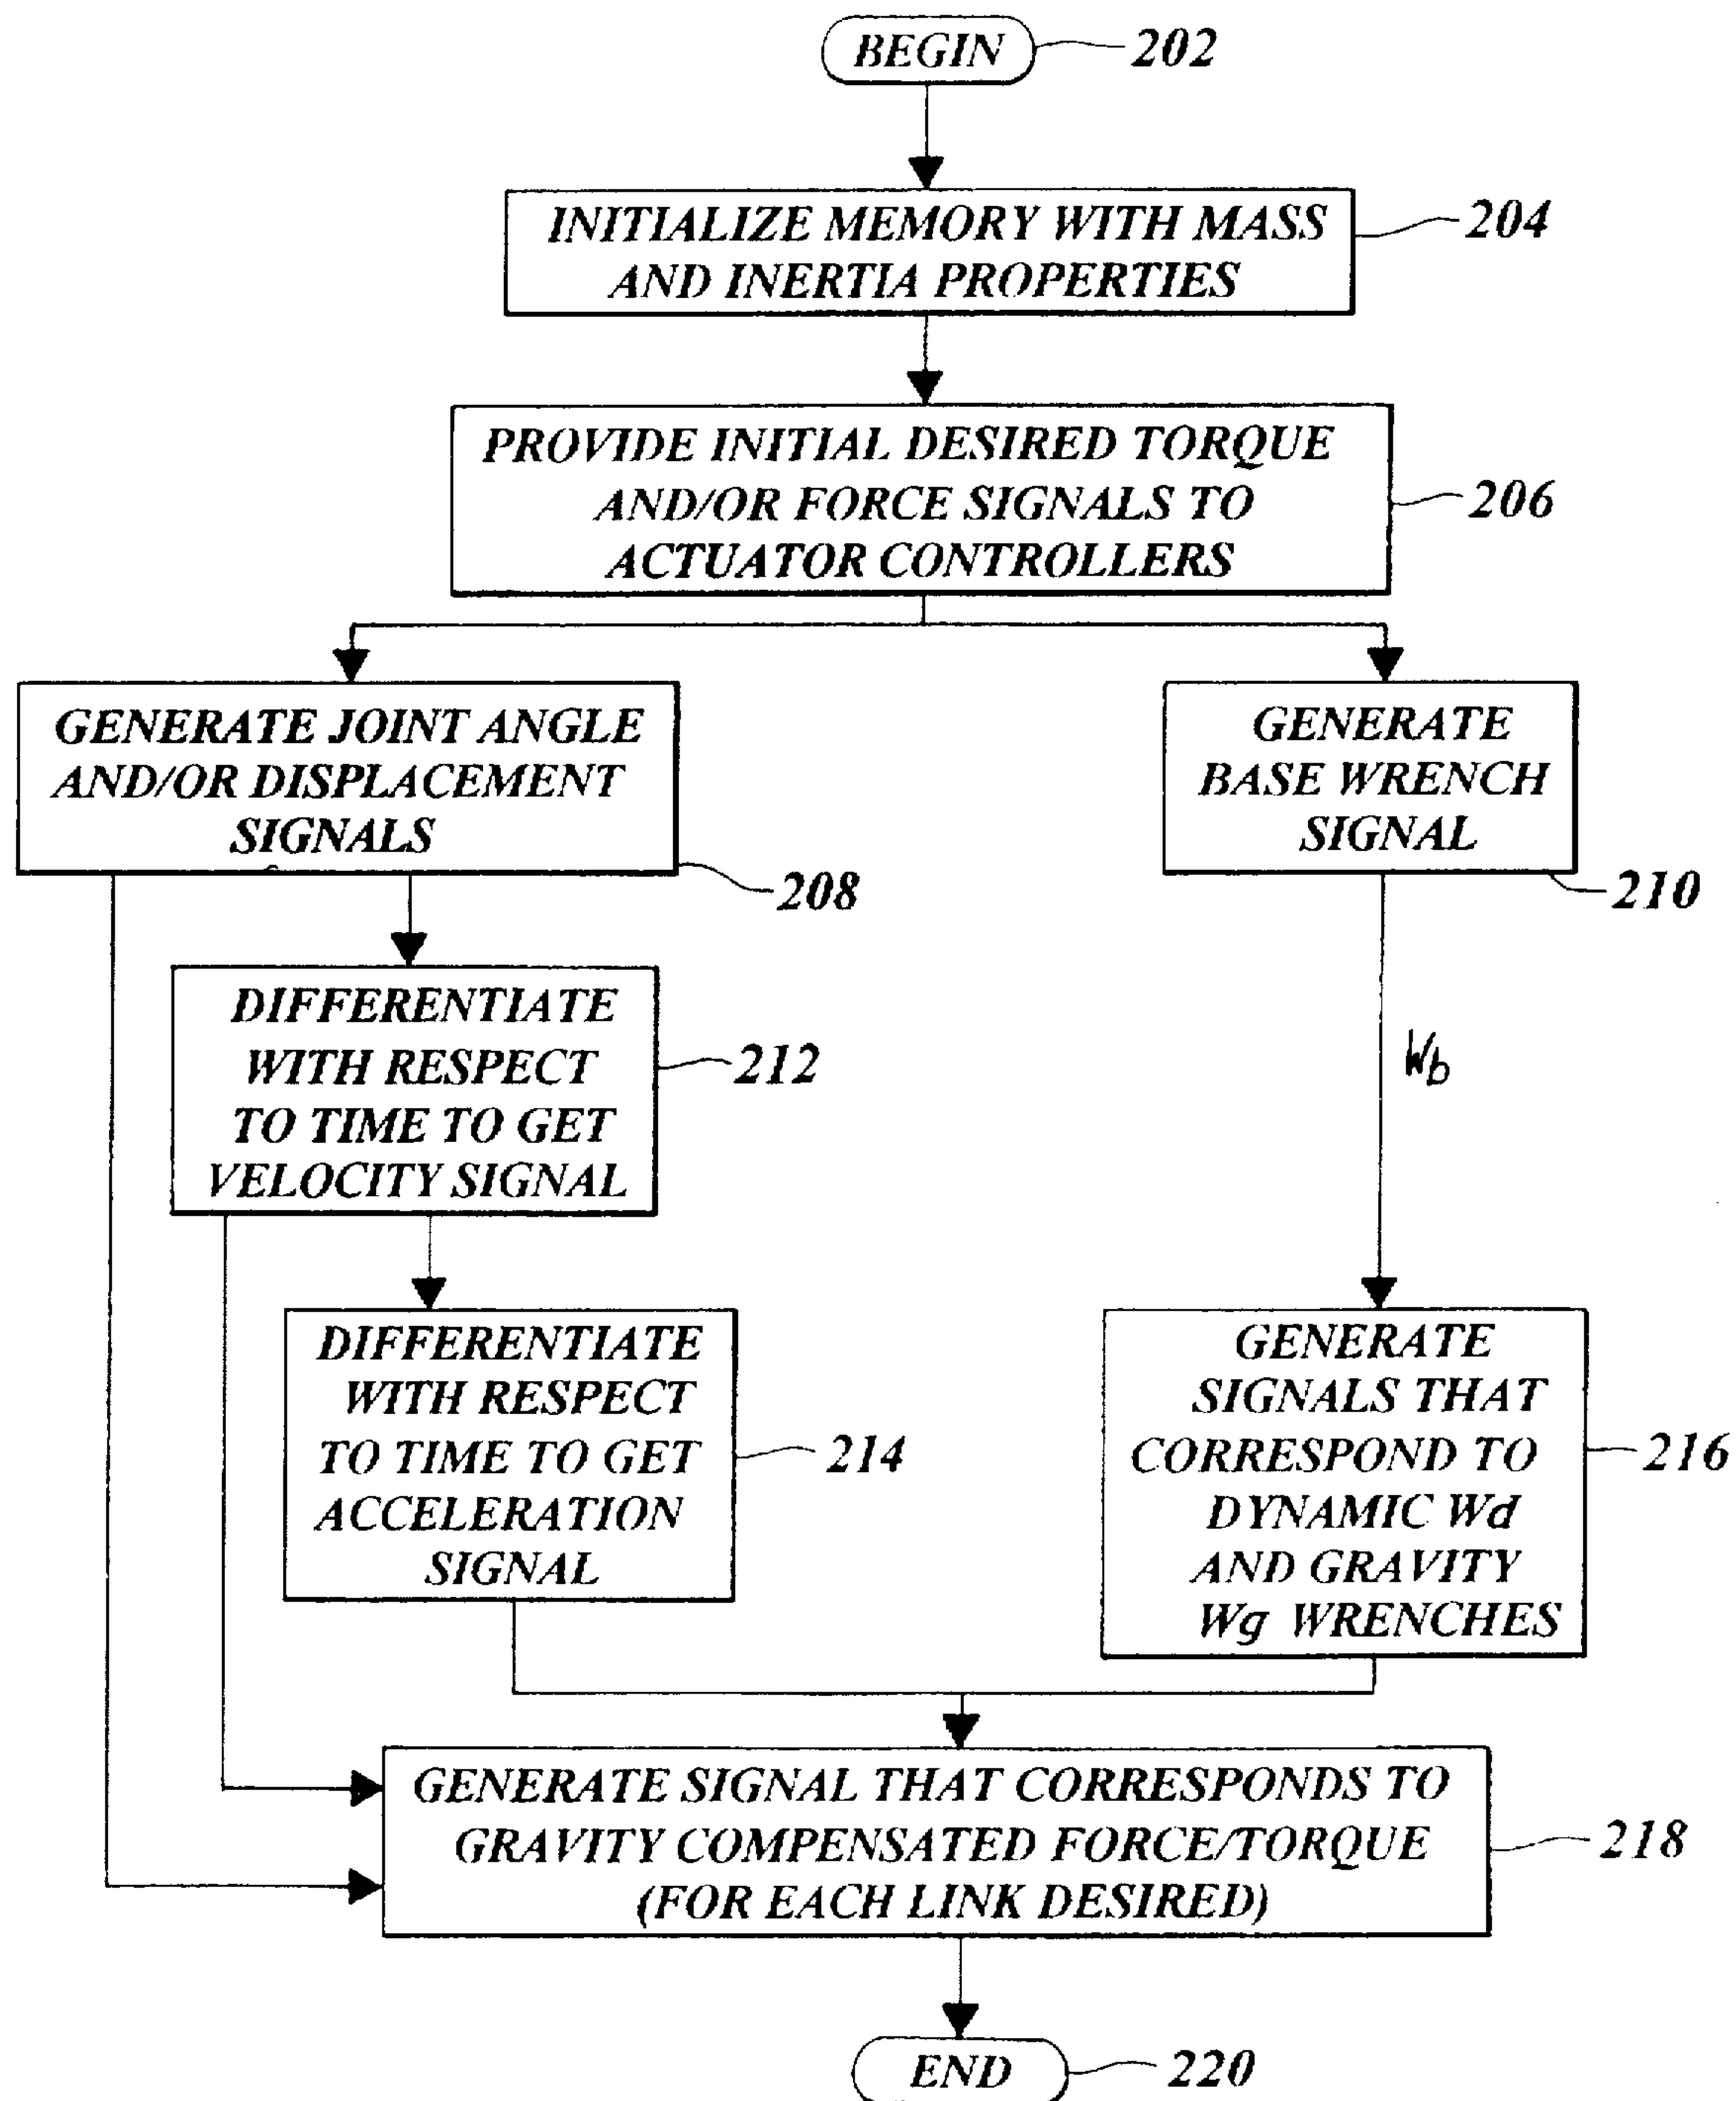 BEGIN
202
INITIALIZE MEMORY WITH MASS
AND INERTIA PROPERTIES
204
PROVIDE INITIAL DESIRED TORQUE
AND/OR FORCE SIGNALS TO
ACTUATOR CONTROLLERS
206
GENERATE JOINT ANGLE
AND/OR DISPLACEMENT
SIGNALS
208
GENERATE
BASE WRENCH
SIGNAL
210
DIFFERENTIATE
WITH RESPECT
TO TIME TO GET
VELOCITY SIGNAL
212
Wb
DIFFERENTIATE
WITH RESPECT
TO TIME TO GET
ACCELERATION
SIGNAL
214
GENERATE
SIGNALS THAT
CORRESPOND TO
DYNAMIC Wd
AND GRAVITY
Wg WRENCHES
216
GENERATE SIGNAL THAT CORRESPONDS TO
GRAVITY COMPENSATED FORCE/TORQUE
(FOR EACH LINK DESIRED)
218
END
220